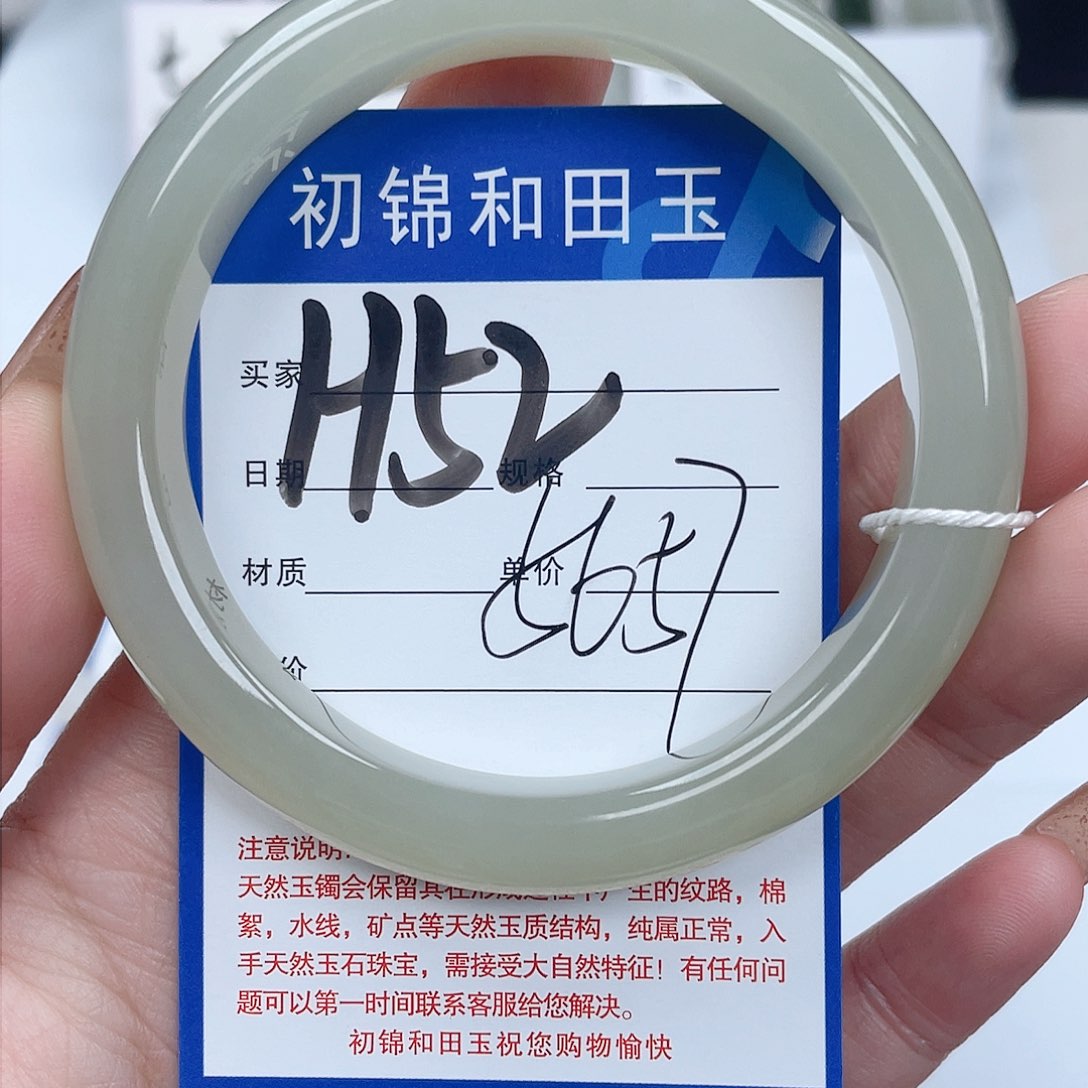 初锦和田玉
H52
买家
日期 规格
材质 单价
价
注意说明:
天然玉镯会保留其在形成过程中产生的纹路，棉
絮，水线，矿点等天然玉质结构，纯属正常，入
手天然玉石珠宝，需接受大自然特征！有任何问
题可以第一时间联系客服给您解决。
初锦和田玉祝您购物愉快